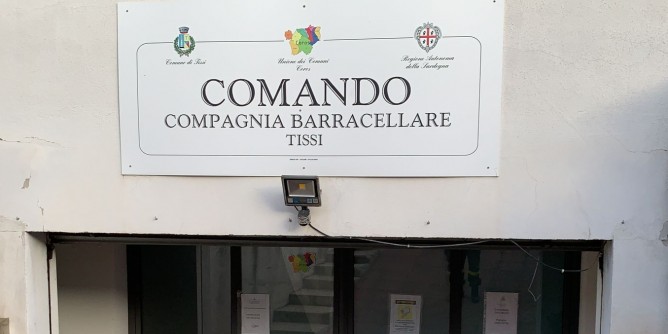 Comune di Tissi
Unione dei Comuni
Coros
Regione Autonoma
della Sardegna
COMANDO
COMPAGNIA BARRACELLARE
TISSI